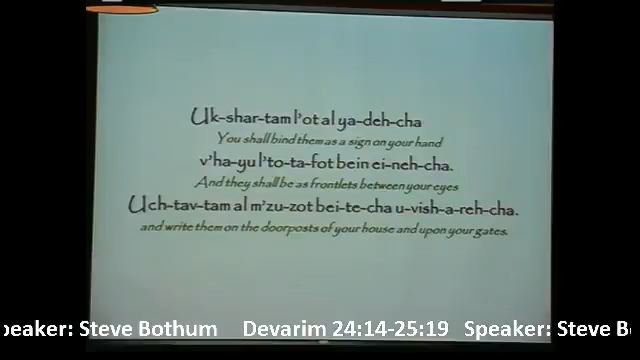 Uk-shar-tam l'ot al ya-deh-cha
You shall bind them as a sign on your hand
v'ha-yu l'to-ta-fot bein ei-neh-cha.
And they shall be as frontlets between your eyes
Uch-tav-tam al m'zu-zot bei-te-cha u-vish-a-reh-cha.
and write them on the doorposts of your house and upon your gates.
peaker: Steve Bothum Devarim 24:14-25:19 Speaker: Steve B